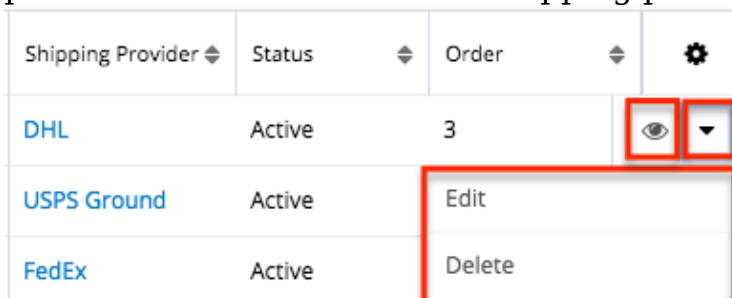 Shipping Provider Status Order
DHL Active 3
USPS Ground Active Edit
FedEx Active Delete